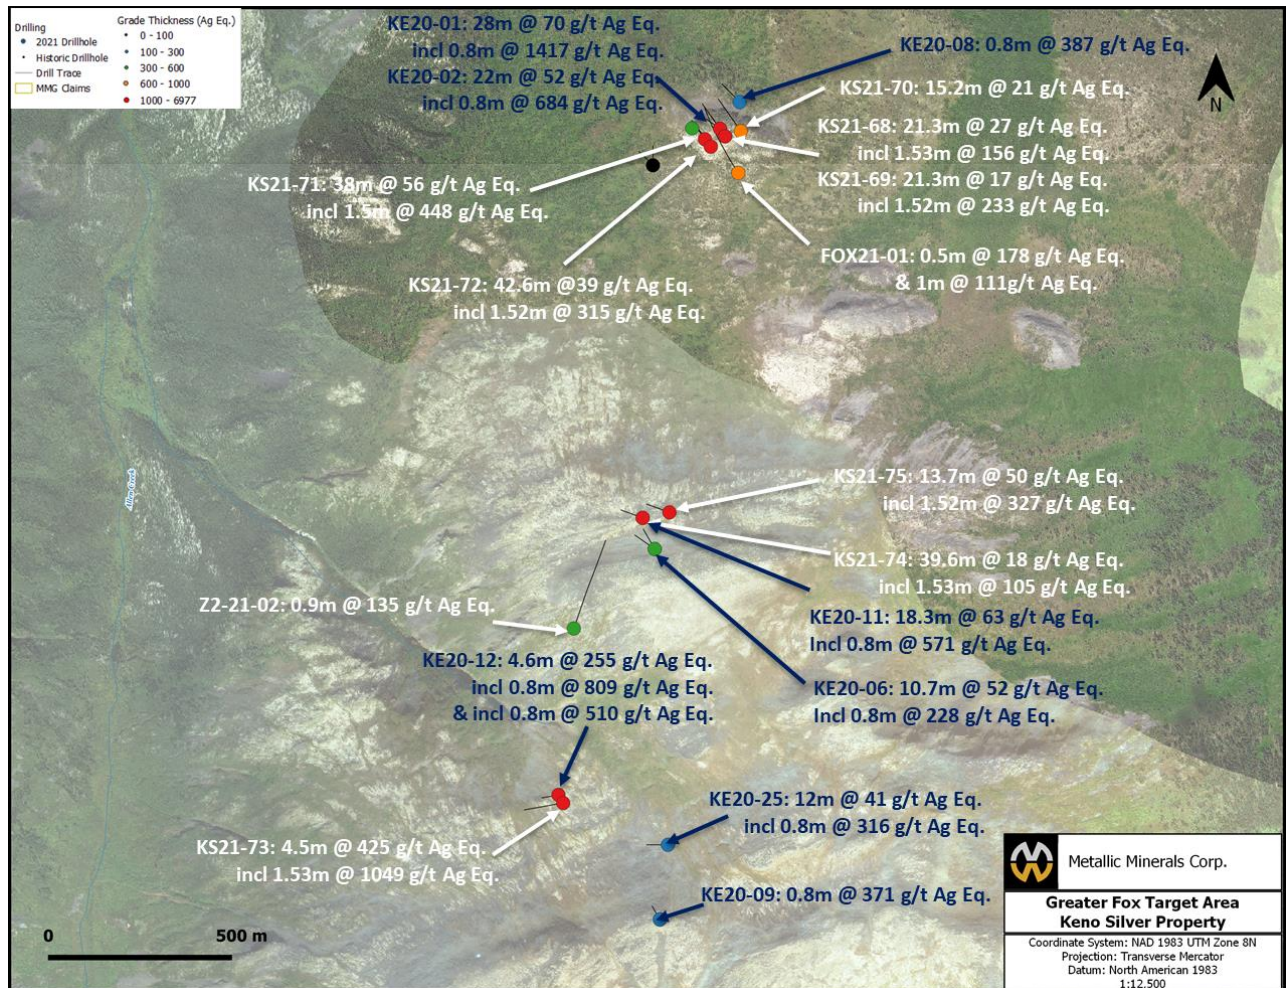 Drilling
2021 Drillhole
Historic Drillhole
Drill Trace
MMG Claims
Grade Thickness (Ag Eq.)
0 - 100
100 - 300
300 - 600
600 - 1000
1000 - 6977
KE20-01: 28m @ 70 g/t Ag Eq.
incl 0.8m @ 1417 g/t Ag Eq.
KE20-02: 22m @ 52 g/t Ag Eq.
incl 0.8m @ 684 g/t Ag Eq.
KE20-08: 0.8m @ 387 g/t Ag Eq.
N
KS21-70: 15.2m @ 21 g/t Ag Eq.
KS21-68: 21.3m @ 27 g/t Ag Eq.
incl 1.53m @ 156 g/t Ag Eq.
KS21-69: 21.3m @ 17 g/t Ag Eq.
incl 1.52m @ 233 g/t Ag Eq.
KS21-71: 38m @ 56 g/t Ag Eq.
incl 1.5m @ 448 g/t Ag Eq.
FOX21-01: 0.5m @ 178 g/t Ag Eq.
& 1m @ 111g/t Ag Eq.
KS21-72: 42.6m @39 g/t Ag Eq.
incl 1.52m @ 315 g/t Ag Eq.
Allen Creek
KS21-75: 13.7m @ 50 g/t Ag Eq.
incl 1.52m @ 327 g/t Ag Eq.
KS21-74: 39.6m @ 18 g/t Ag Eq.
incl 1.53m @ 105 g/t Ag Eq.
Z2-21-02: 0.9m @ 135 g/t Ag Eq.
KE20-11: 18.3m @ 63 g/t Ag Eq.
Incl 0.8m @ 571 g/t Ag Eq.
KE20-12: 4.6m @ 255 g/t Ag Eq.
incl 0.8m @ 809 g/t Ag Eq.
& incl 0.8m @ 510 g/t Ag Eq.
KE20-06: 10.7m @ 52 g/t Ag Eq.
Incl 0.8m @ 228 g/t Ag Eq.
KE20-25: 12m @ 41 g/t Ag Eq.
incl 0.8m @ 316 g/t Ag Eq.
KS21-73: 4.5m @ 425 g/t Ag Eq.
incl 1.53m @ 1049 g/t Ag Eq.
KE20-09: 0.8m @ 371 g/t Ag Eq.
0 500 m
Metallic Minerals Corp.
Greater Fox Target Area
Keno Silver Property
Coordinate System: NAD 1983 UTM Zone 8N
Projection: Transverse Mercator
Datum: North American 1983
1:12,500